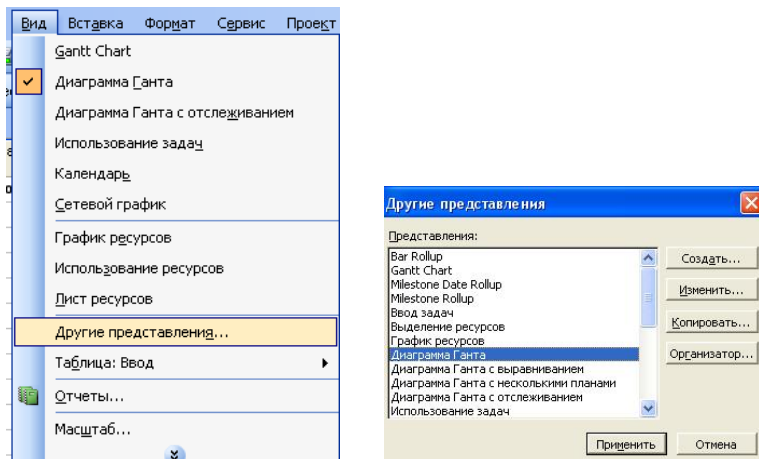 Вид Вставка Формат Сервис Проект
Gantt Chart
Диаграмма Ганта
Диаграмма Ганта с отслеживанием
Использование задач
Календарь
Сетевой график
График ресурсов
Использование ресурсов
Лист ресурсов
Другие представления...
Таблица: Ввод
Отчеты...
Масштаб...
Другие представления
Представления:
Bar Rollup
Gantt Chart
Milestone Date Rollup
Milestone Rollup
Ввод задач
Выделение ресурсов
График ресурсов
Диаграмма Ганта
Диаграмма Ганта с выравниванием
Диаграмма Ганта с несколькими планами
Диаграмма Ганта с отслеживанием
Использование задач
Создать...
Изменить...
Копировать...
Организатор...
Применить Отмена